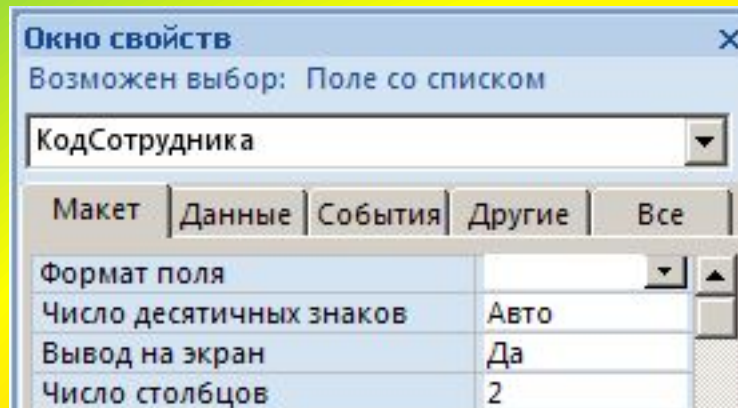 Окно свойств
Возможен выбор: Поле со списком
КодСотрудника
Макет Данные События Другие Все
Формат поля
Число десятичных знаков Авто
Вывод на экран Да
Число столбцов 2